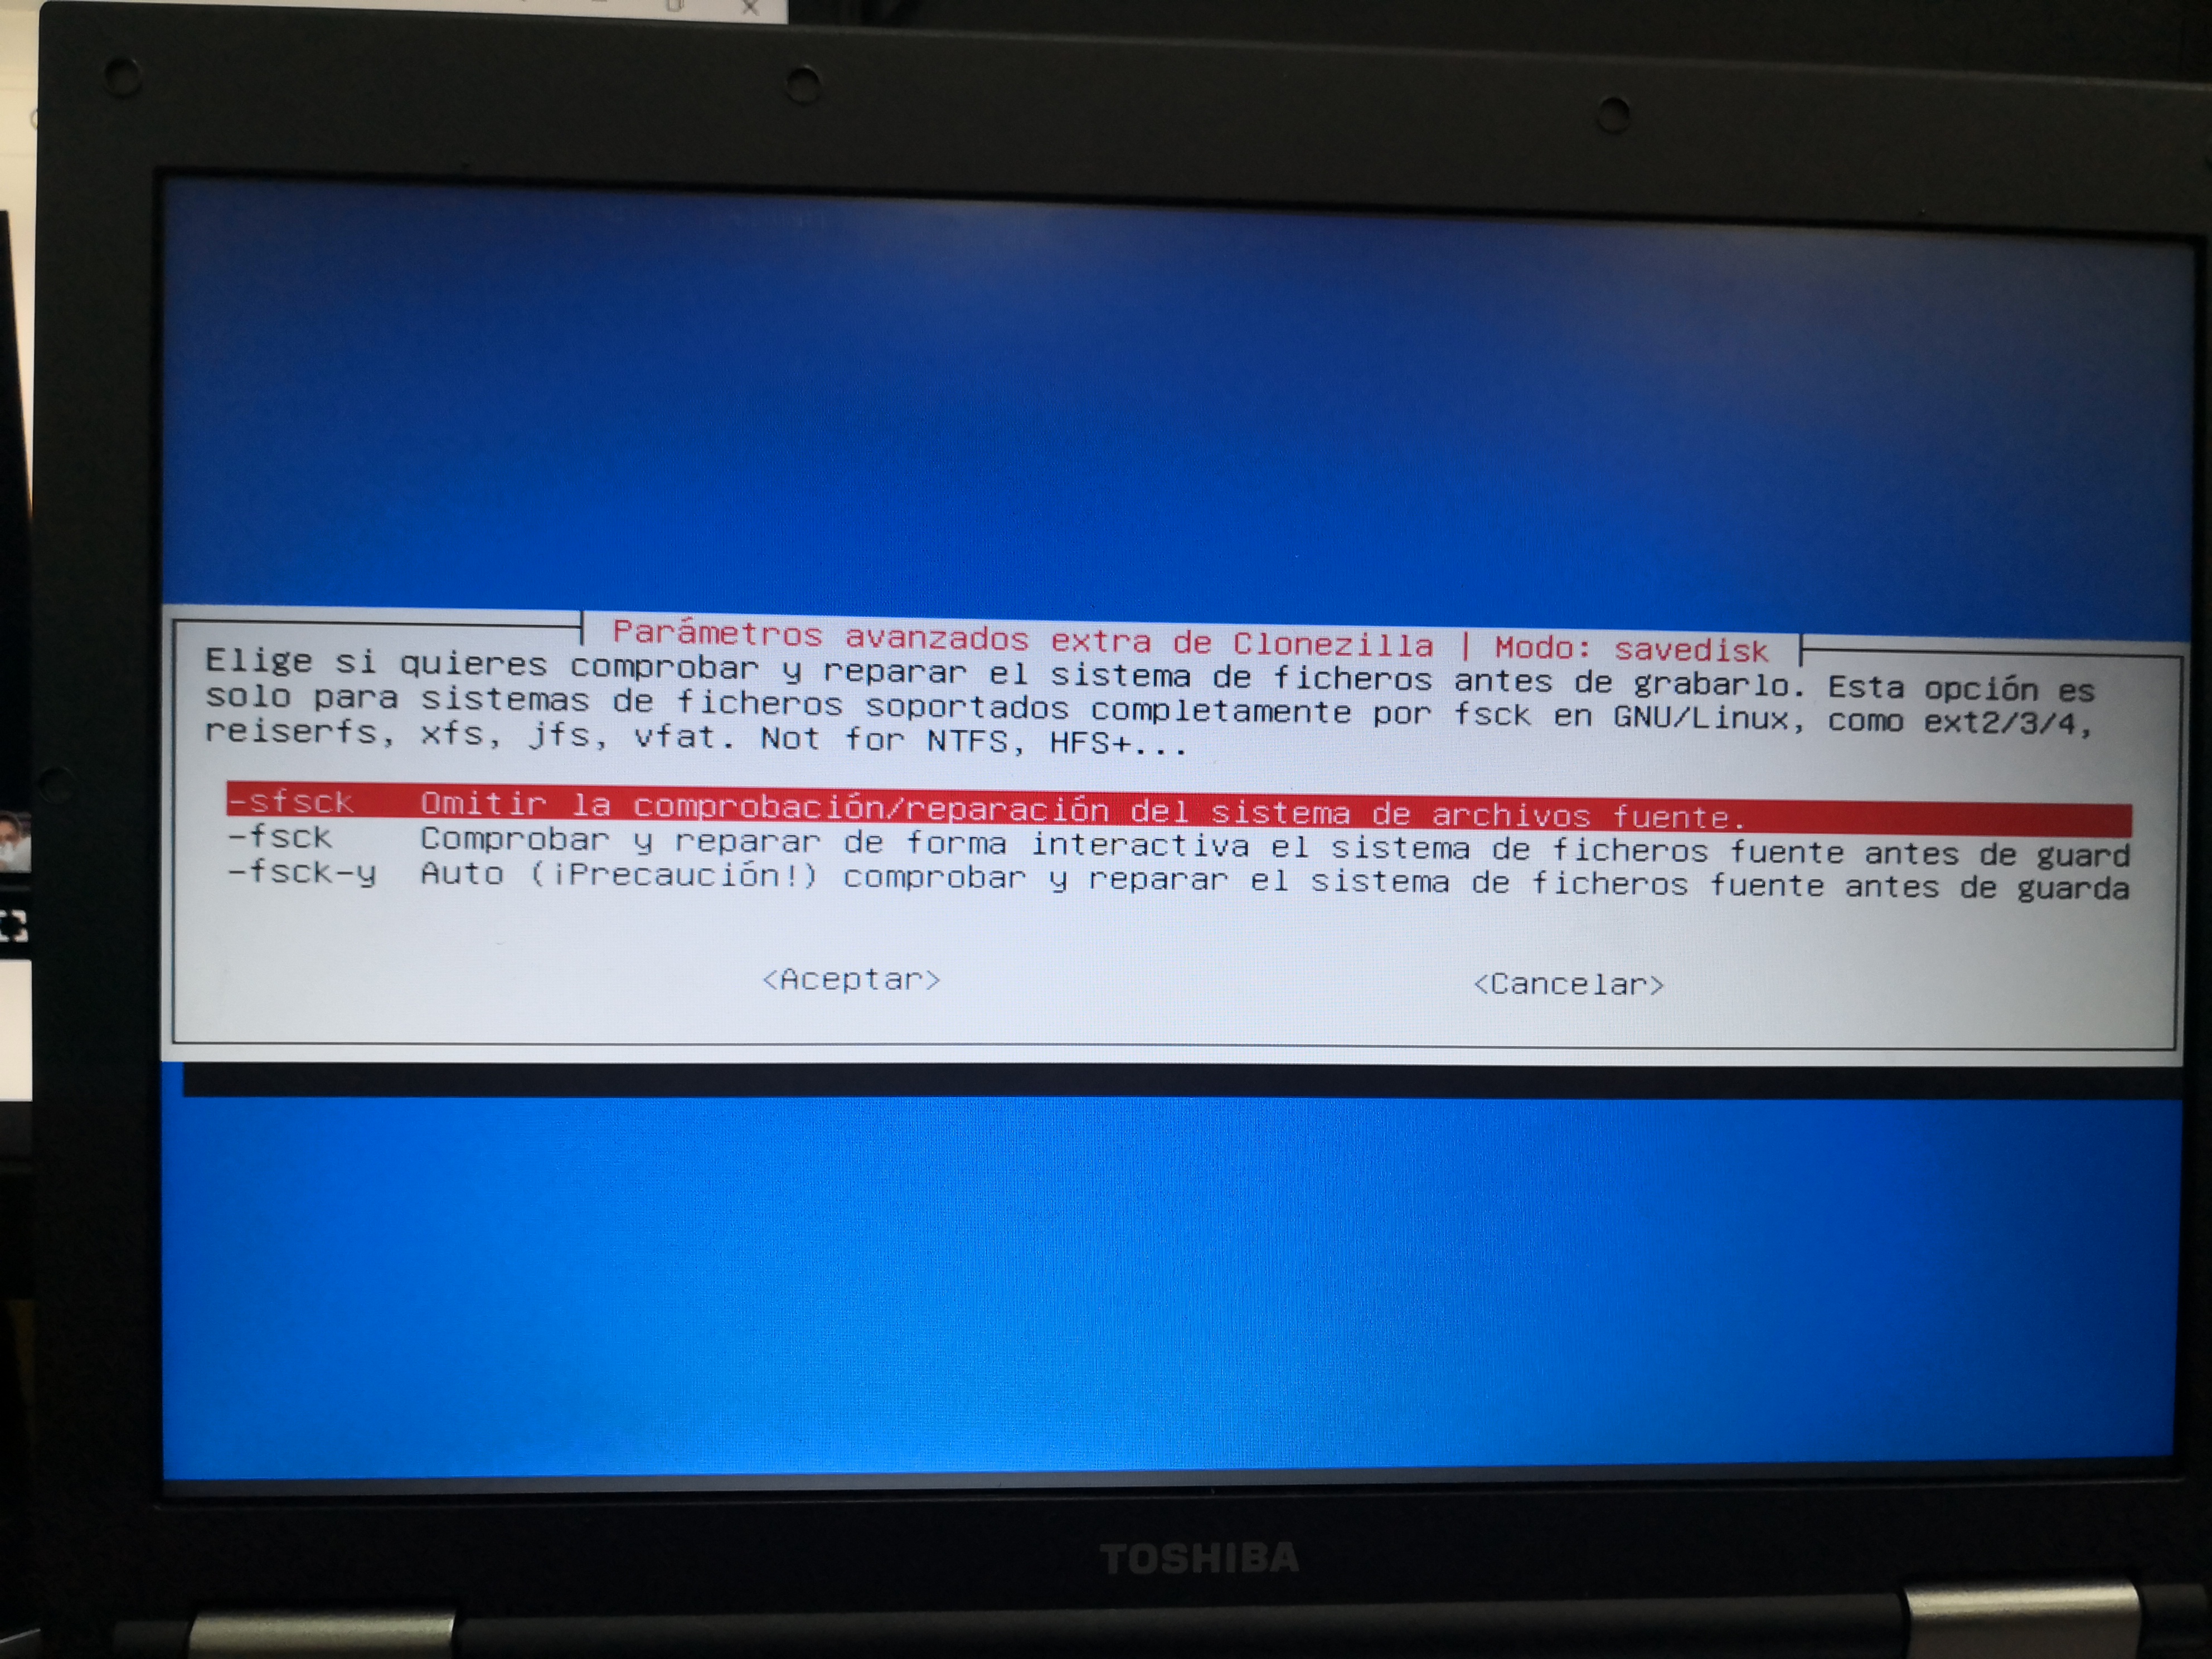 Parámetros avanzados extra de Clonezilla | Modo: savedisk
Elige si quieres comprobar y reparar el sistema de ficheros antes de grabarlo. Esta opción es
solo para sistemas de ficheros soportados completamente por fsck en GNU/Linux, como ext2/3/4,
reiserfs, xfs, jfs, vfat. Not for NTFS, HFS+...
-sfsck Omitir la comprobación/reparación del sistema de archivos fuente.
-fsck Comprobar y reparar de forma interactiva el sistema de ficheros fuente antes de guard
-fsck-y Auto (¡Precaución!) comprobar y reparar el sistema de ficheros fuente antes de guarda
<Aceptar> <Cancelar>
TOSHIBA